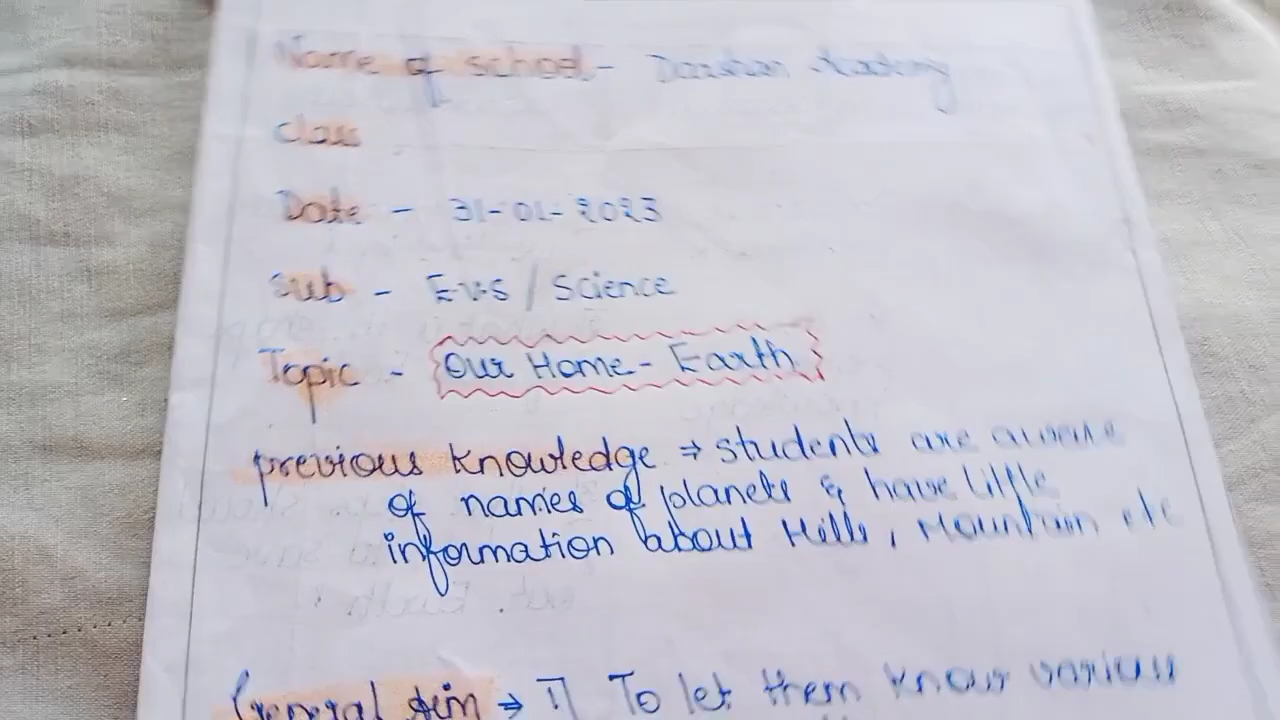 Name of school - Darshan Academy
class
Date - 31-01-2023
sub - EVS / Science
Topic - Our Home - Earth
previous knowledge ⇒ students are aware
of names of planets & have little
information about Hills, Mountain etc
General Aim → 1] To let them know various